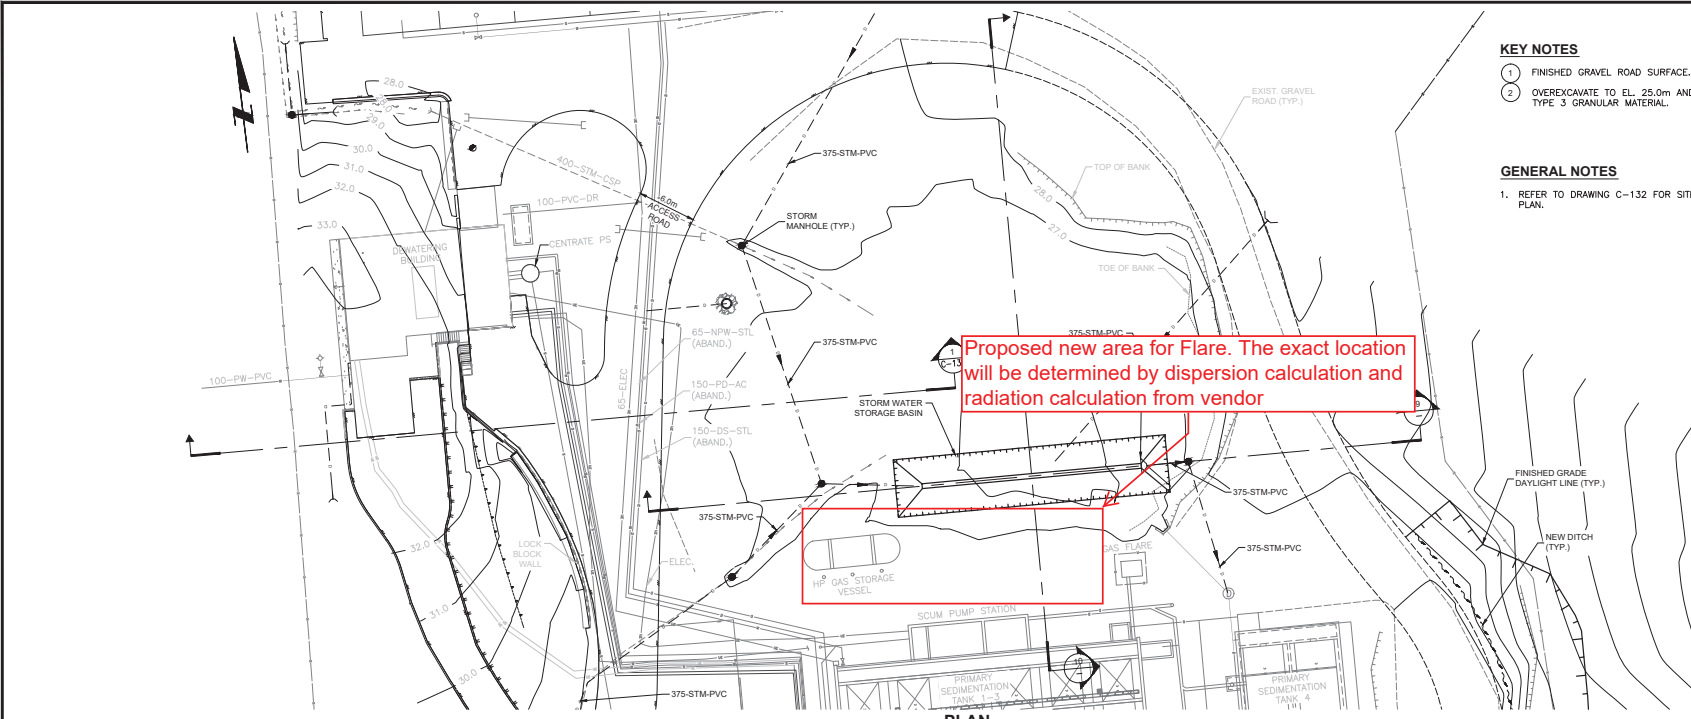 KEY NOTES
1 FINISHED GRAVEL ROAD SURFACE.
2 OVEREXCAVATE TO EL. 25.0m AND
TYPE 3 GRANULAR MATERIAL.
GENERAL NOTES
1. REFER TO DRAWING C-132 FOR SITE
PLAN.
28.0
29.0
30.0
31.0
32.0
33.0
400-STM-CSP
100-PVC-DR
6.0m
ACCESS
ROAD
DEWATERING
BUILDING
CENTRATE PS
375-STM-PVC
STORM
MANHOLE (TYP.)
EXIST. GRAVEL
ROAD (TYP.)
TOP OF BANK
28.0
27.0
TOE OF BANK
65-NPW-STL
(ABAND.)
375-STM-PVC
375-STM-PVC
100-PW-PVC
65-ELEC
150-PD-AC
(ABAND.)
150-DS-STL
(ABAND.)
1
C-13
Proposed new area for Flare. The exact location
will be determined by dispersion calculation and
radiation calculation from vendor
STORM WATER
STORAGE BASIN
9
FINISHED GRADE
DAYLIGHT LINE (TYP.)
375-STM-PVC
375-STM-PVC
NEW DITCH
(TYP.)
375-STM-PVC
32.0
LOCK
BLOCK
WALL
ELEC.
GAS FLARE
HP GAS STORAGE
VESSEL
31.0
SCUM PUMP STATION
30.0
10
PRIMARY
SEDIMENTATION
TANK 1-3
PRIMARY
SEDIMENTATION
TANK 4
375-STM-PVC
PLAN